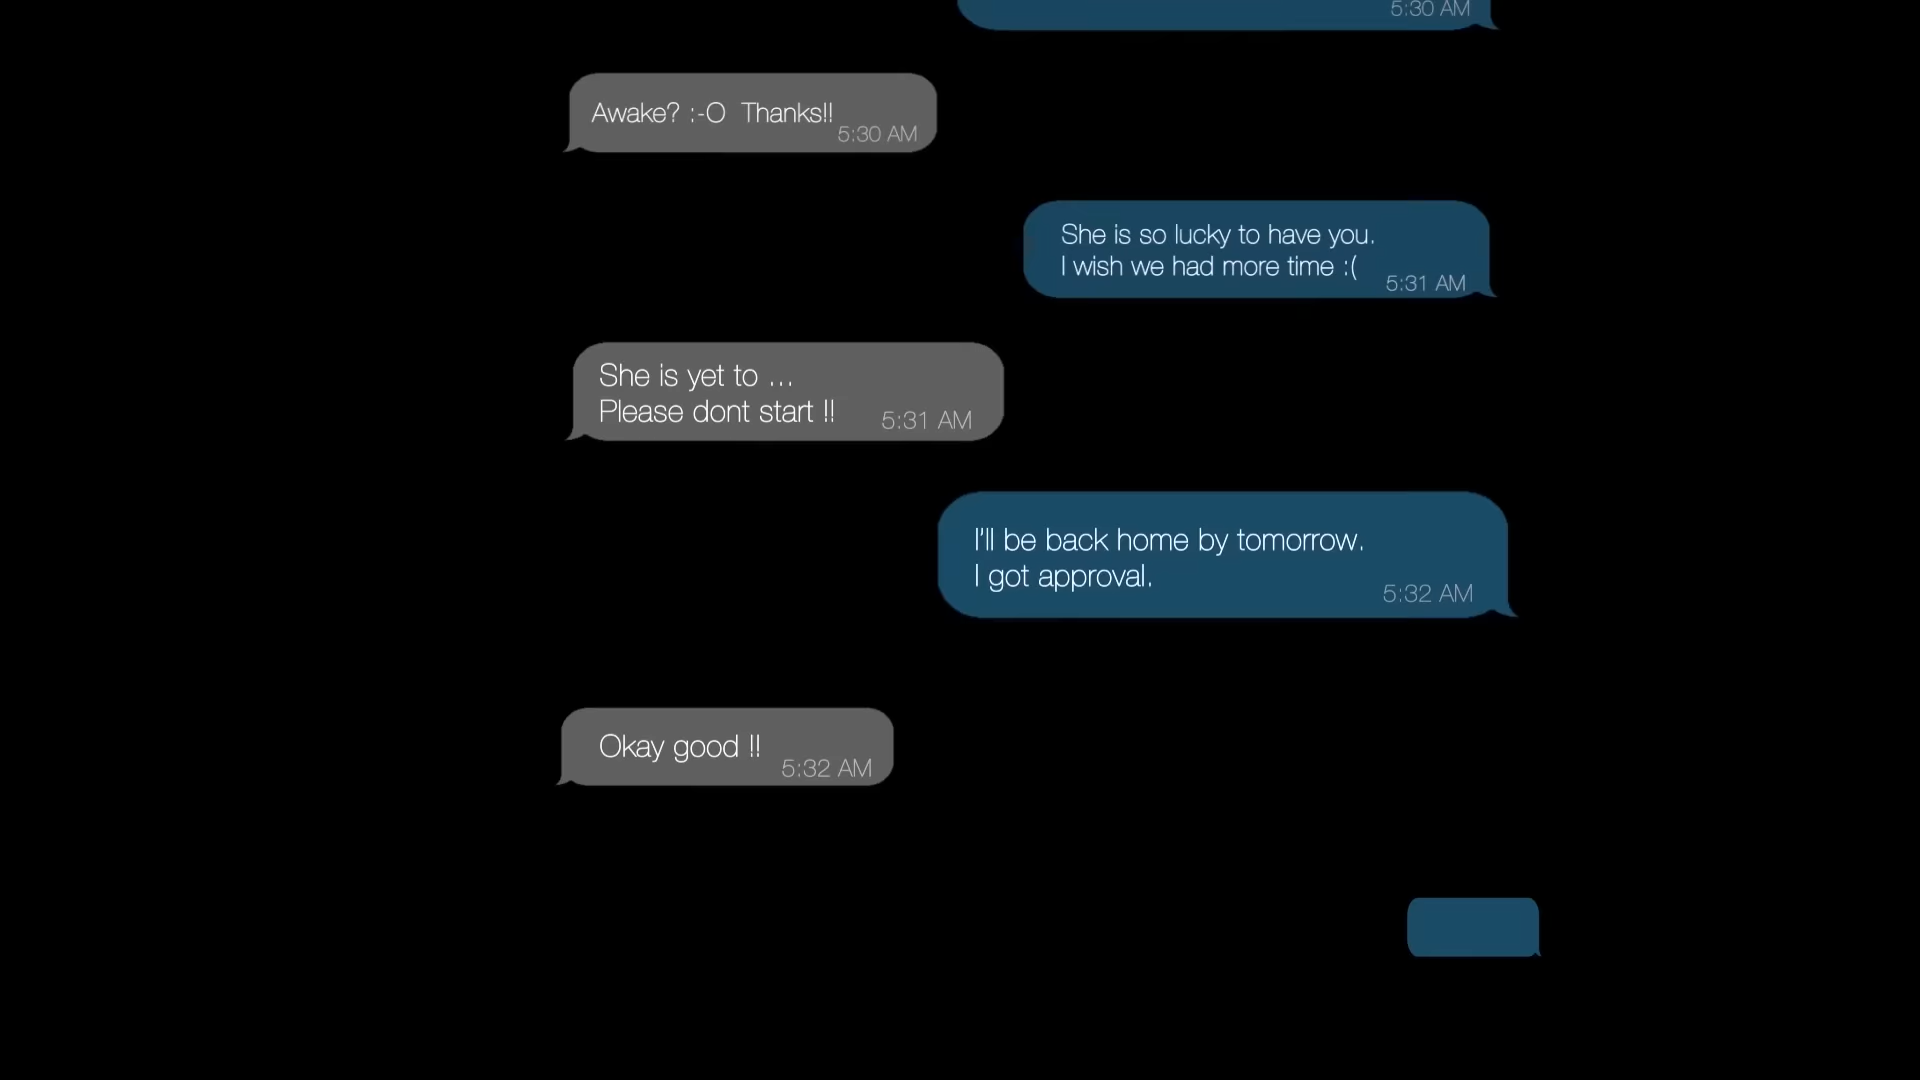 5:30 AM
Awake? :-O  Thanks!!
5:30 AM
She is so lucky to have you.
I wish we had more time :(
5:31 AM
She is yet to ...
Please dont start !!
5:31 AM
I'll be back home by tomorrow.
I got approval.
5:32 AM
Okay good !!
5:32 AM